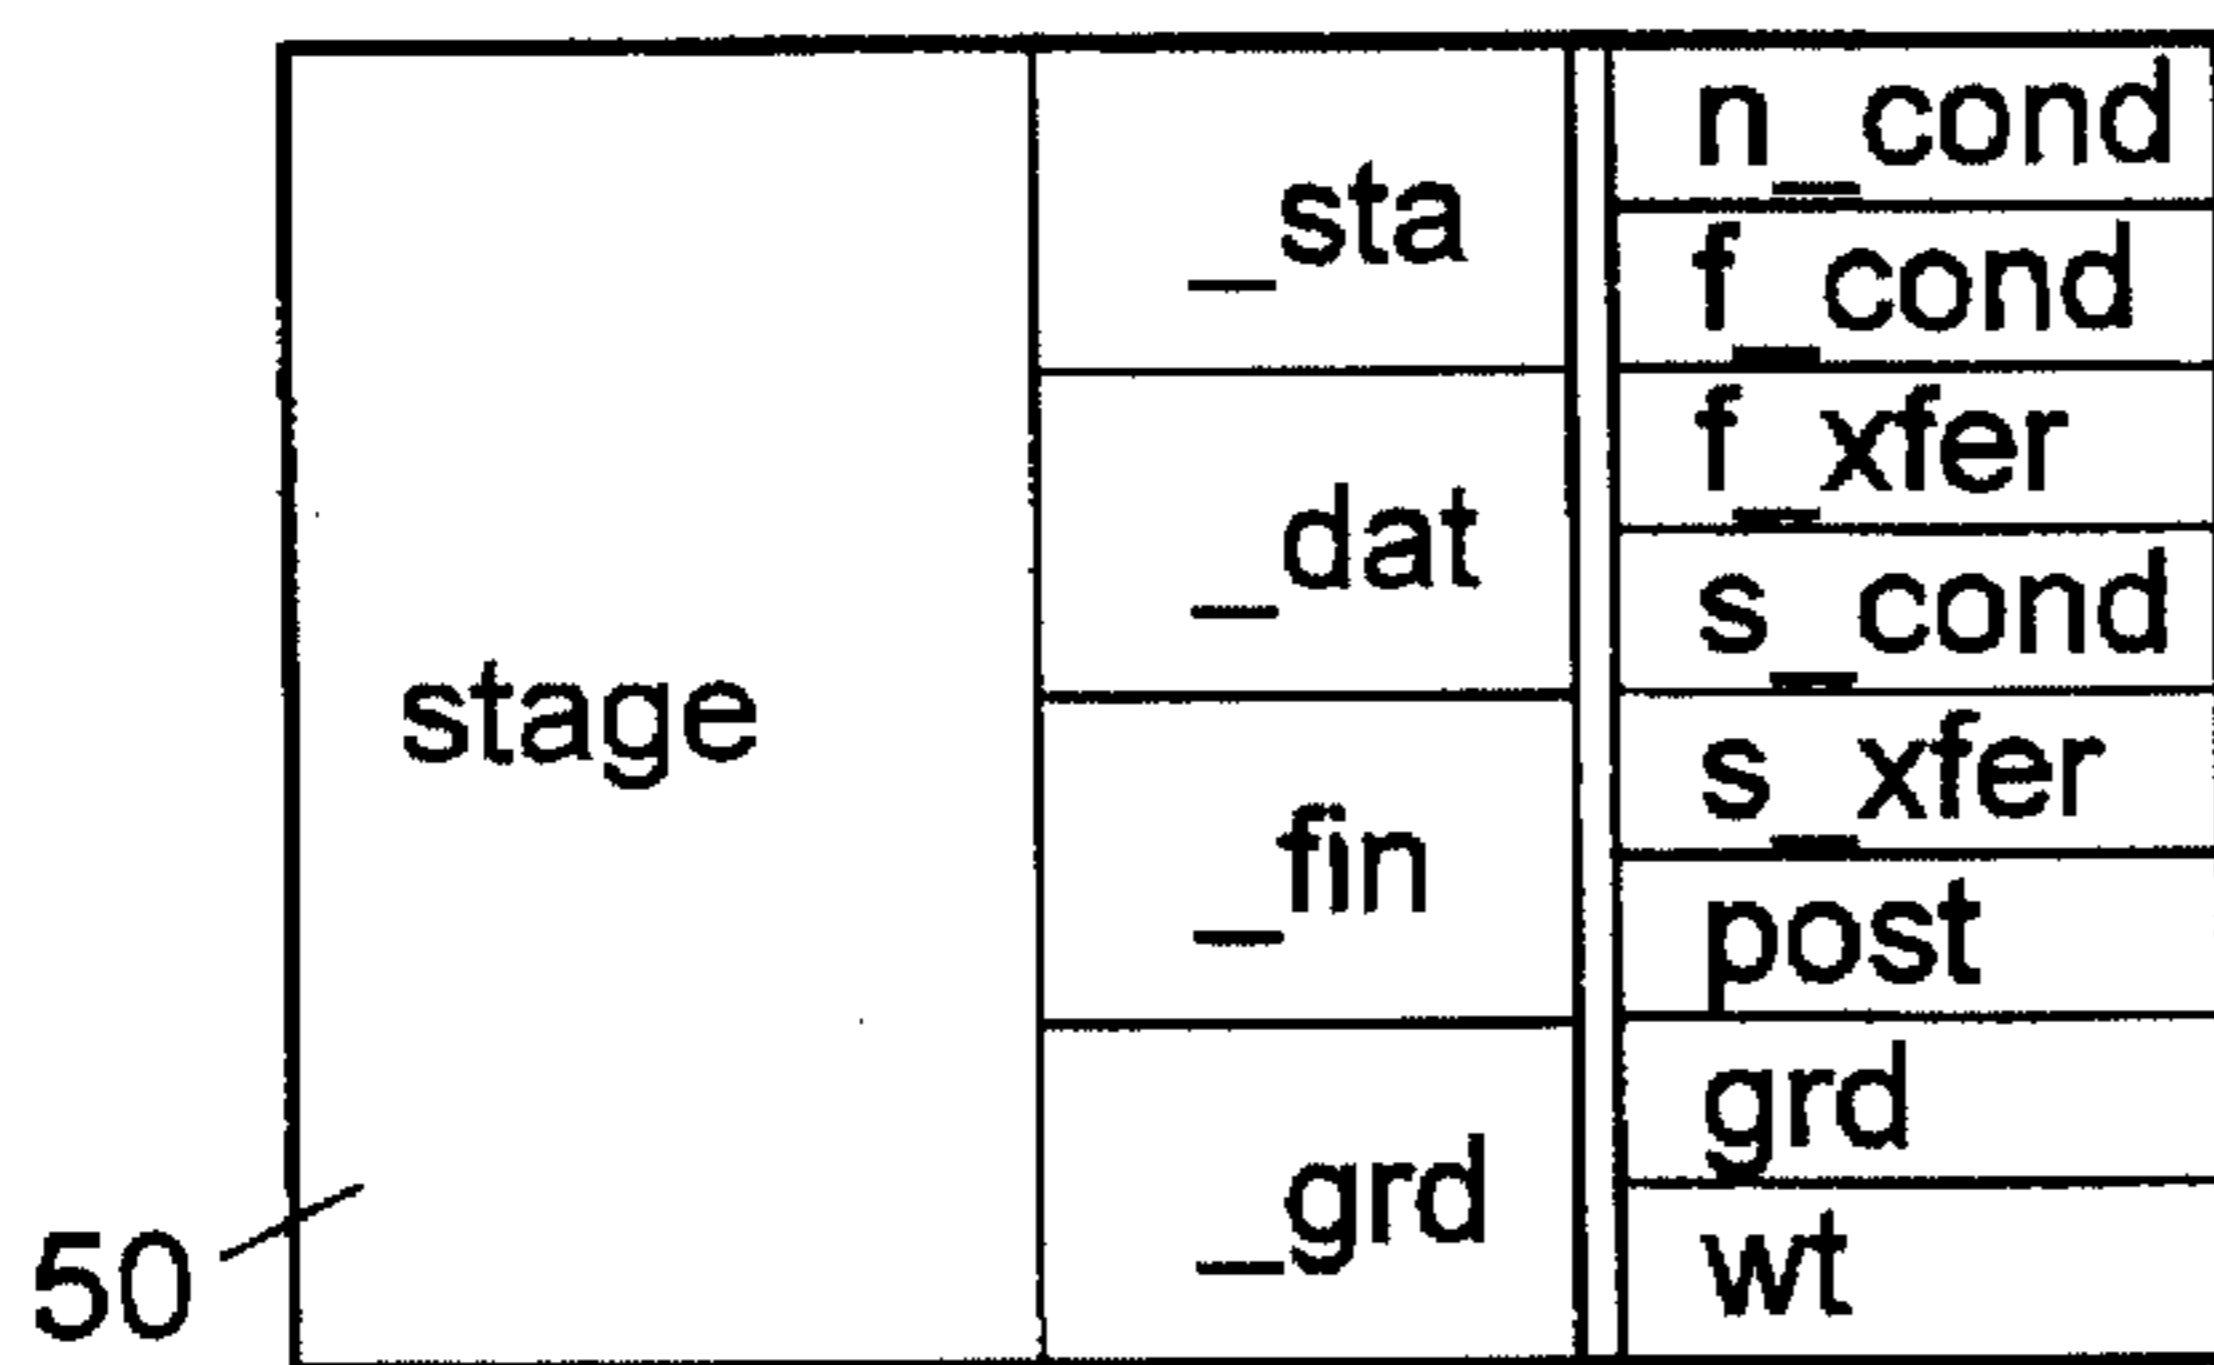 stage
_sta
_dat
_fin
_grd
n_cond
f_cond
f_xfer
s_cond
s_xfer
post
grd
wt
50